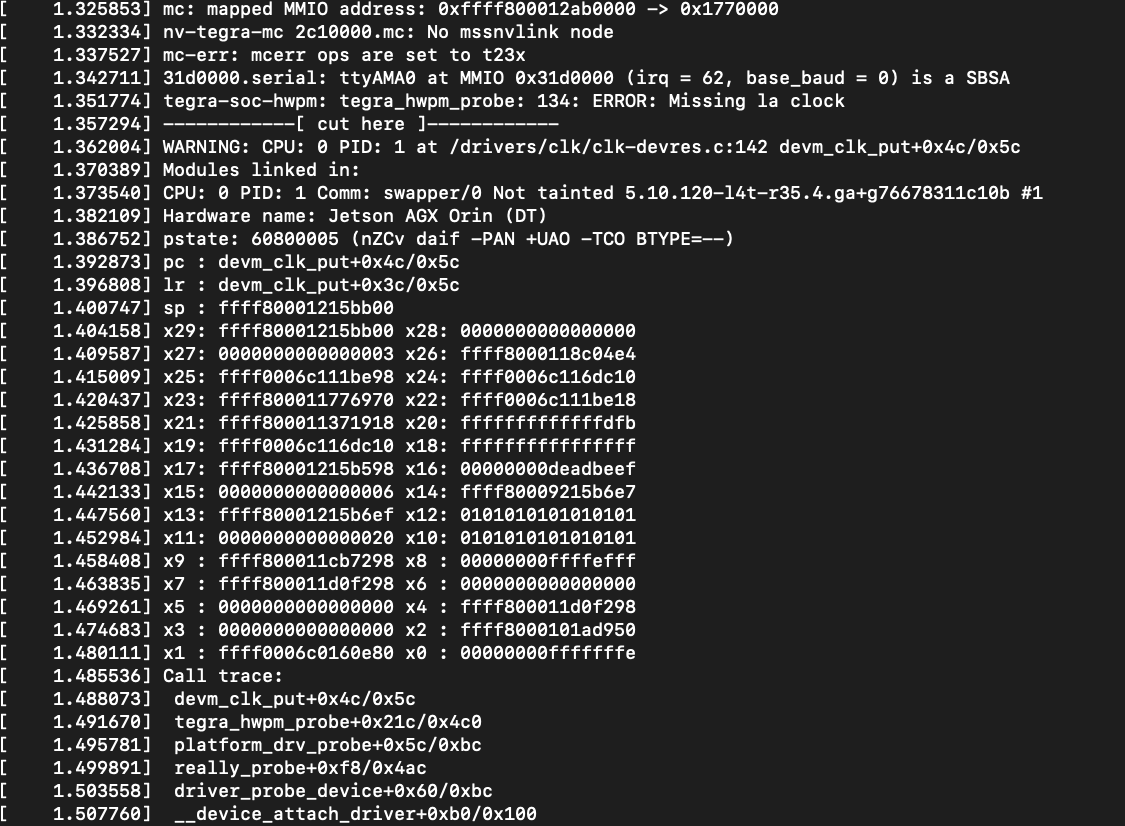 [    1.325853] mc: mapped MMIO address: 0xffff800012ab0000 -> 0x1770000
[    1.332334] nv-tegra-mc 2c10000.mc: No mssnvlink node
[    1.337527] mc-err: mcerr ops are set to t23x
[    1.342711] 31d0000.serial: ttyAMA0 at MMIO 0x31d0000 (irq = 62, base_baud = 0) is a SBSA
[    1.351774] tegra-soc-hwpm: tegra_hwpm_probe: 134: ERROR: Missing la clock
[    1.357294] ------------[ cut here ]------------
[    1.362004] WARNING: CPU: 0 PID: 1 at /drivers/clk/clk-devres.c:142 devm_clk_put+0x4c/0x5c
[    1.370389] Modules linked in:
[    1.373540] CPU: 0 PID: 1 Comm: swapper/0 Not tainted 5.10.120-l4t-r35.4.ga+g76678311c10b #1
[    1.382109] Hardware name: Jetson AGX Orin (DT)
[    1.386752] pstate: 60800005 (nZCv daif -PAN +UAO -TCO BTYPE=--)
[    1.392873] pc : devm_clk_put+0x4c/0x5c
[    1.396808] lr : devm_clk_put+0x3c/0x5c
[    1.400747] sp : ffff80001215bb00
[    1.404158] x29: ffff80001215bb00 x28: 0000000000000000
[    1.409587] x27: 0000000000000003 x26: ffff8000118c04e4
[    1.415009] x25: ffff0006c111be98 x24: ffff0006c116dc10
[    1.420437] x23: ffff800011776970 x22: ffff0006c111be18
[    1.425858] x21: ffff800011371918 x20: fffffffffffffdfb
[    1.431284] x19: ffff0006c116dc10 x18: ffffffffffffffff
[    1.436708] x17: ffff80001215b598 x16: 00000000deadbeef
[    1.442133] x15: 0000000000000006 x14: ffff80009215b6e7
[    1.447560] x13: ffff80001215b6ef x12: 0101010101010101
[    1.452984] x11: 0000000000000020 x10: 0101010101010101
[    1.458408] x9 : ffff800011cb7298 x8 : 00000000ffffefff
[    1.463835] x7 : ffff800011d0f298 x6 : 0000000000000000
[    1.469261] x5 : 0000000000000000 x4 : ffff800011d0f298
[    1.474683] x3 : 0000000000000000 x2 : ffff8000101ad950
[    1.480111] x1 : ffff0006c0160e80 x0 : 00000000fffffffe
[    1.485536] Call trace:
[    1.488073]  devm_clk_put+0x4c/0x5c
[    1.491670]  tegra_hwpm_probe+0x21c/0x4c0
[    1.495781]  platform_drv_probe+0x5c/0xbc
[    1.499891]  really_probe+0xf8/0x4ac
[    1.503558]  driver_probe_device+0x60/0xbc
[    1.507760]  __device_attach_driver+0xb0/0x100